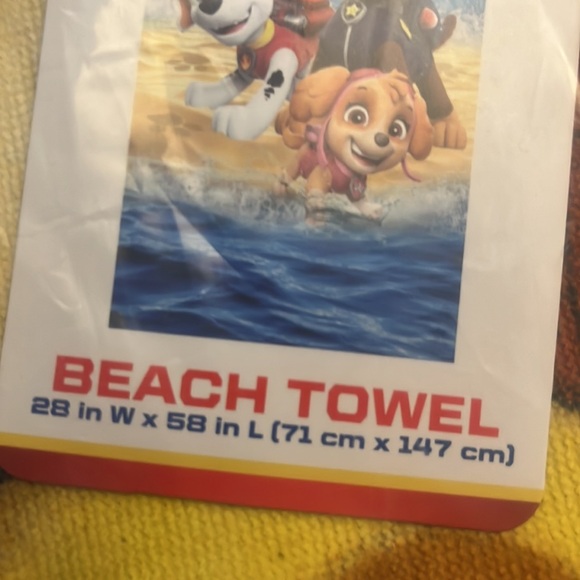 BEACH TOWEL
28 in W x 58 in L (71 cm x 147 cm)